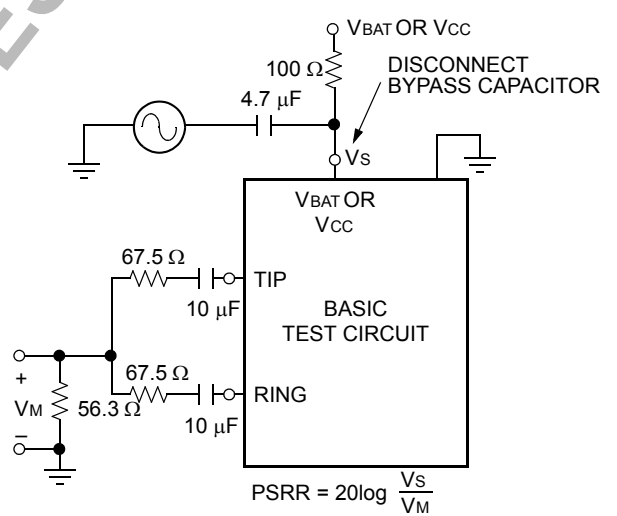 ES
VBAT OR VCC
100 Ω
DISCONNECT
BYPASS CAPACITOR
4.7 μF
VS
VBAT OR
VCC
67.5 Ω
TIP
10 μF
BASIC
TEST CIRCUIT
67.5 Ω
+
VM
56.3 Ω
RING
–
10 μF
PSRR = 20log VS
VM